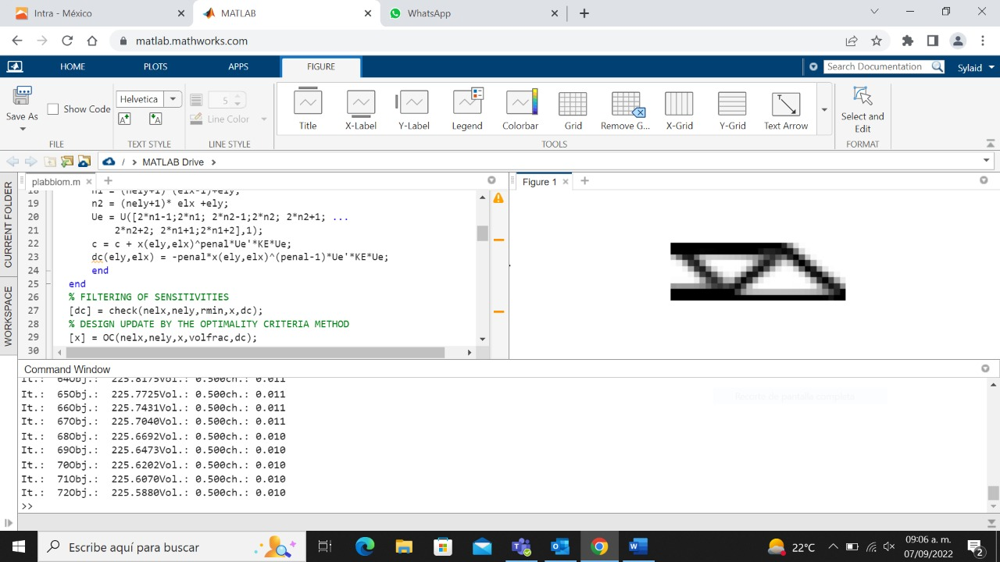 Intra - México
MATLAB
WhatsApp
matlab.mathworks.com
HOME
PLOTS
APPS
FIGURE
Search Documentation
Sylaid
Save As
Show Code
Helvetica
5
Line Color
Title
X-Label
Y-Label
Legend
Colorbar
Grid
Remove G...
X-Grid
Y-Grid
Text Arrow
Select and
Edit
FILE
TEXT STYLE
LINE STYLE
TOOLS
FORMAT
/ > MATLAB Drive >
CURRENT FOLDER
WORKSPACE
plabbiom.m
Figure 1
18 n1 = (nely+1)*(elx-1)+ely;
19 n2 = (nely+1)* elx +ely;
20 Ue = U([2*n1-1;2*n1; 2*n2-1;2*n2; 2*n2+1; ...
21 2*n2+2; 2*n1+1;2*n1+2],1);
22 c = c + x(ely,elx)^penal*Ue'*KE*Ue;
23 dc(ely,elx) = -penal*x(ely,elx)^(penal-1)*Ue'*KE*Ue;
24 end
25 end
26 % FILTERING OF SENSITIVITIES
27 [dc] = check(nelx,nely,rmin,x,dc);
28 % DESIGN UPDATE BY THE OPTIMALITY CRITERIA METHOD
29 [x] = OC(nelx,nely,x,volfrac,dc);
30
Command Window
It.: 64Obj.: 225.8175Vol.: 0.500ch.: 0.011
It.: 65Obj.: 225.7725Vol.: 0.500ch.: 0.011
It.: 66Obj.: 225.7431Vol.: 0.500ch.: 0.011
It.: 67Obj.: 225.7040Vol.: 0.500ch.: 0.011
It.: 68Obj.: 225.6692Vol.: 0.500ch.: 0.010
It.: 69Obj.: 225.6473Vol.: 0.500ch.: 0.010
It.: 70Obj.: 225.6202Vol.: 0.500ch.: 0.010
It.: 71Obj.: 225.6070Vol.: 0.500ch.: 0.010
It.: 72Obj.: 225.5880Vol.: 0.500ch.: 0.010
>>
Recorte de pantalla completa
Escribe aquí para buscar
22°C
09:06 a. m.
07/09/2022
2